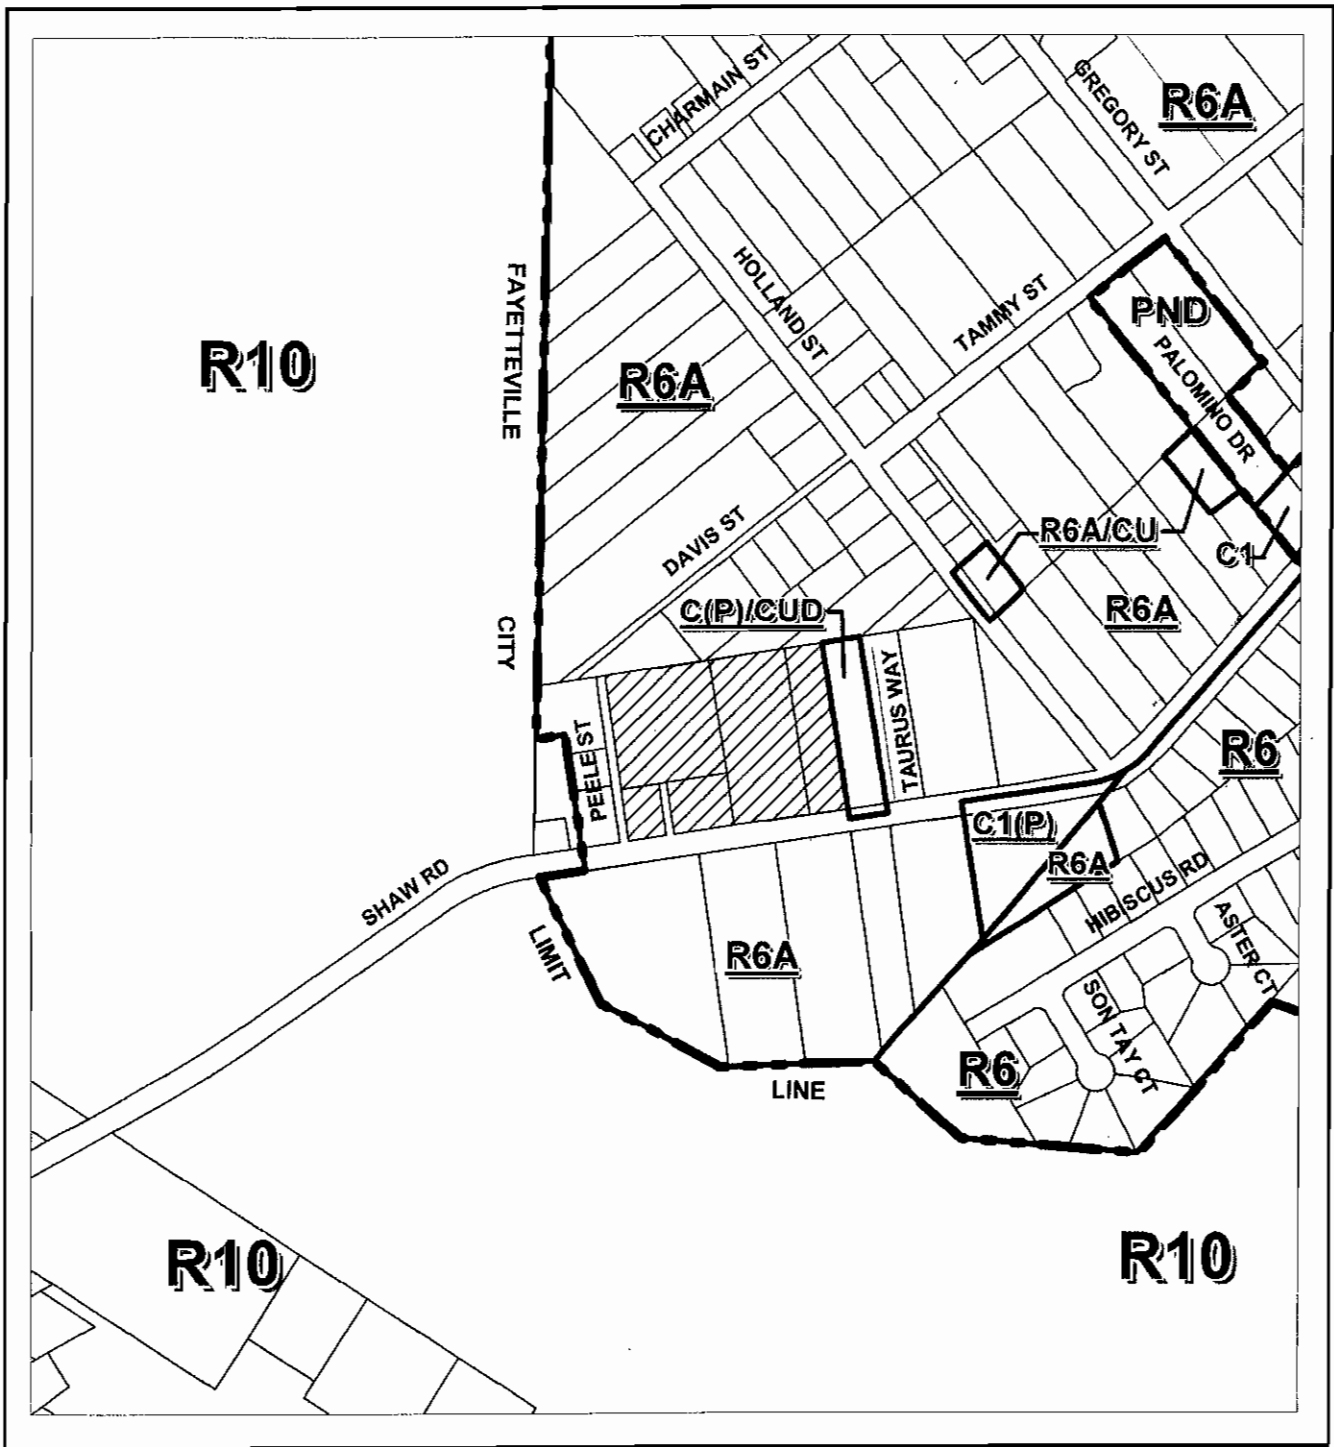 CHARMAIN ST
GREGORY ST
R6A
HOLLAND ST
TAMMY ST
PND
PALOMINO DR
R10
FAYETTEVILLE
R6A
DAVIS ST
R6A/CU
C1
CITY
C(P)/CUD
R6A
TAURUS WAY
PEELE ST
R6
C1(P)
R6A
SHAW RD
HIBISCUS RD
LIMIT
R6A
ASTER CT
SON TAY CT
R6
LINE
R10
R10